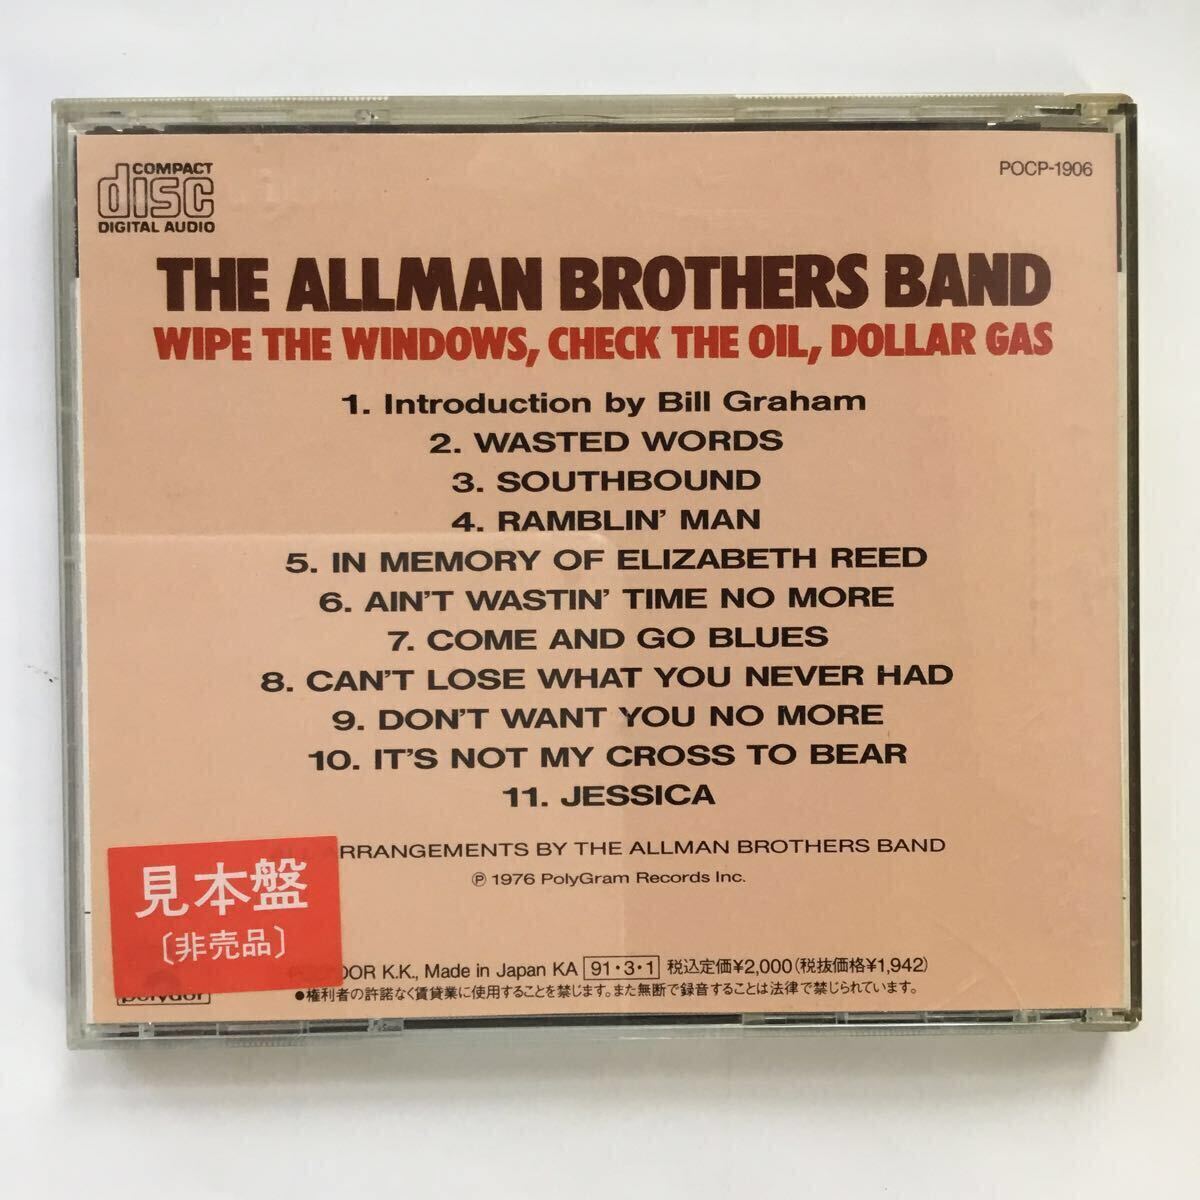 COMPACT
disc
DIGITAL AUDIO
POCP-1906
THE ALLMAN BROTHERS BAND
WIPE THE WINDOWS, CHECK THE OIL, DOLLAR GAS
1. Introduction by Bill Graham
2. WASTED WORDS
3. SOUTHBOUND
4. RAMBLIN' MAN
5. IN MEMORY OF ELIZABETH REED
6. AIN'T WASTIN' TIME NO MORE
7. COME AND GO BLUES
8. CAN'T LOSE WHAT YOU NEVER HAD
9. DON'T WANT YOU NO MORE
10. IT'S NOT MY CROSS TO BEAR
11. JESSICA
ARRANGEMENTS BY THE ALLMAN BROTHERS BAND
℗ 1976 PolyGram Records Inc.
見本盤
〔非売品〕
K.K., Made in Japan KA 91・3・1 税込定価¥2,000(税抜価格¥1,942)
polydor
●権利者の許諾なく賃貸業に使用することを禁じます。また無断で録音することは法律で禁じられています。